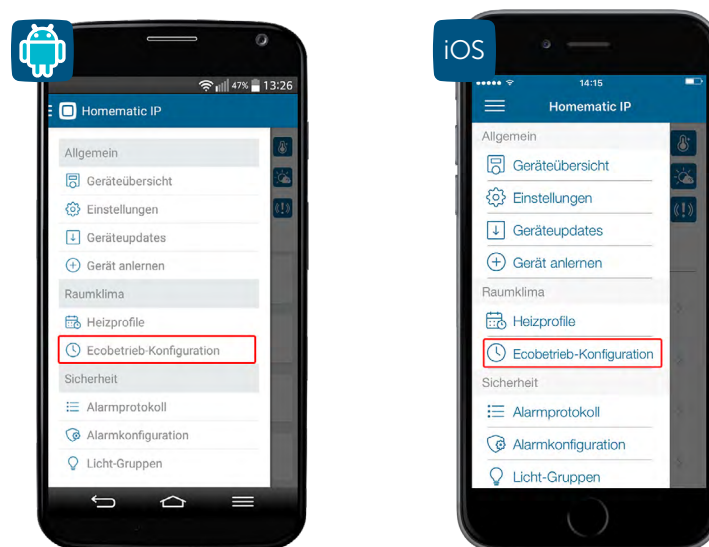 47% 13:26
Homematic IP
Allgemein
Geräteübersicht
Einstellungen
Geräteupdates
Gerät anlernen
Raumklima
Heizprofile
Ecobetrieb-Konfiguration
Sicherheit
Alarmprotokoll
Alarmkonfiguration
Licht-Gruppen
iOS
14:15
Homematic IP
Allgemein
Geräteübersicht
Einstellungen
Geräteupdates
Gerät anlernen
Raumklima
Heizprofile
Ecobetrieb-Konfiguration
Sicherheit
Alarmprotokoll
Alarmkonfiguration
Licht-Gruppen